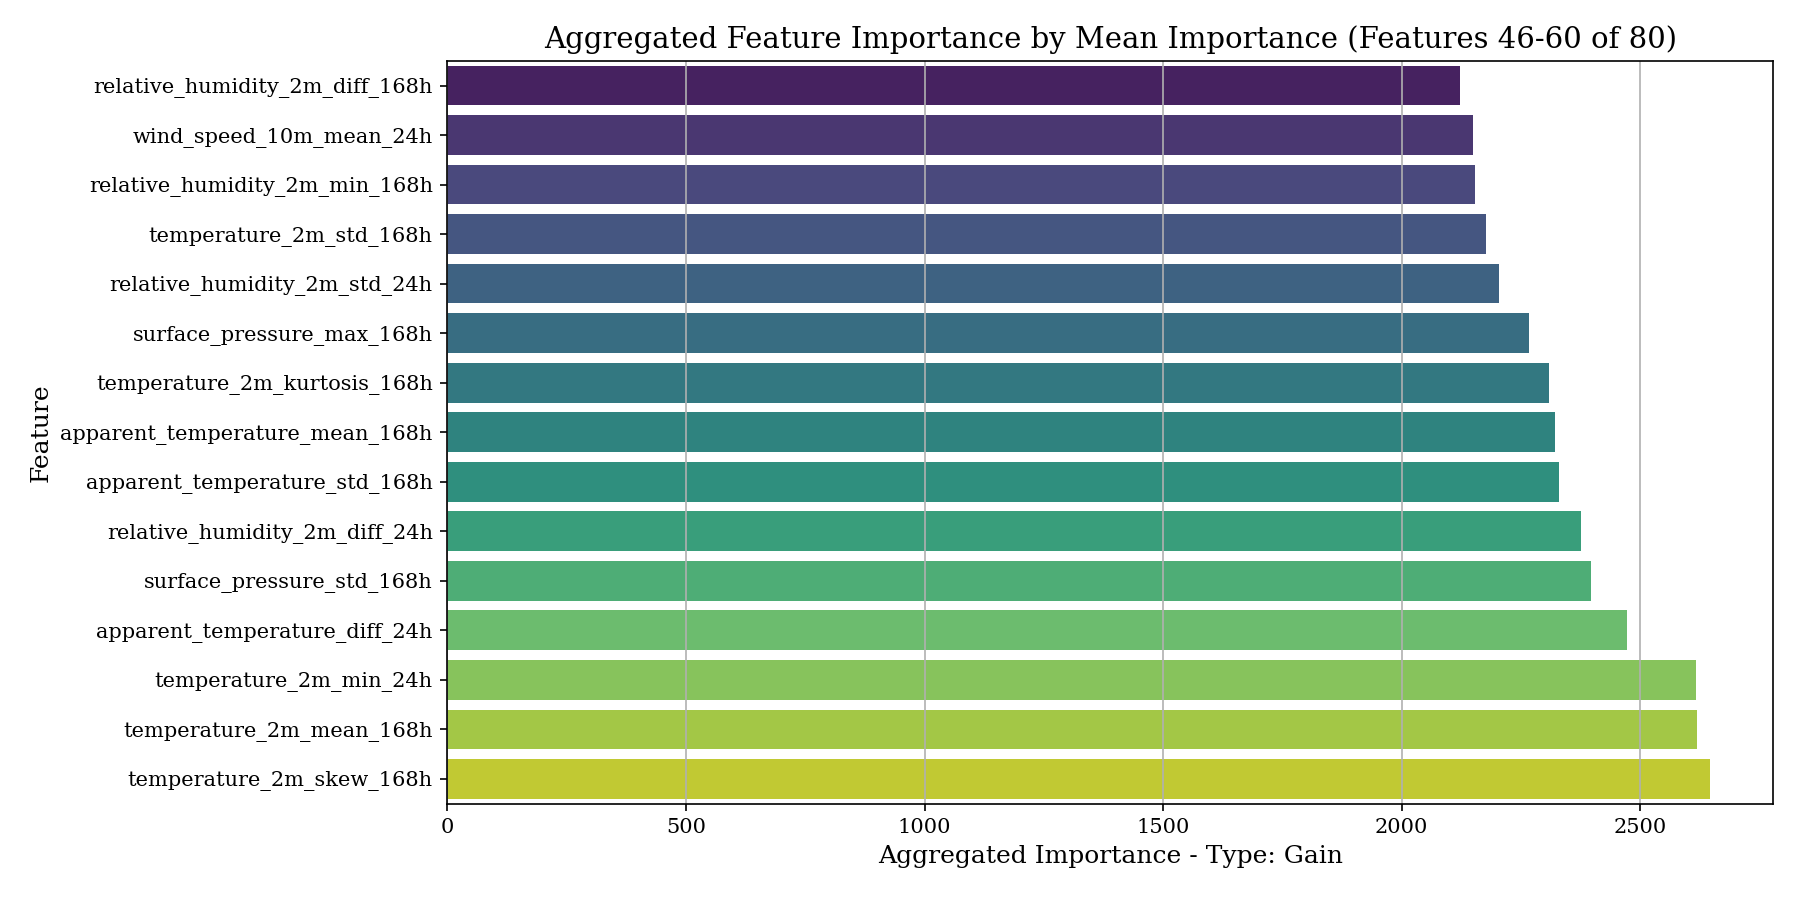 Aggregated Feature Importance by Mean Importance (Features 46-60 of 80)
Feature
relative_humidity_2m_diff_168h
wind_speed_10m_mean_24h
relative_humidity_2m_min_168h
temperature_2m_std_168h
relative_humidity_2m_std_24h
surface_pressure_max_168h
temperature_2m_kurtosis_168h
apparent_temperature_mean_168h
apparent_temperature_std_168h
relative_humidity_2m_diff_24h
surface_pressure_std_168h
apparent_temperature_diff_24h
temperature_2m_min_24h
temperature_2m_mean_168h
temperature_2m_skew_168h
0 500 1000 1500 2000 2500
Aggregated Importance - Type: Gain